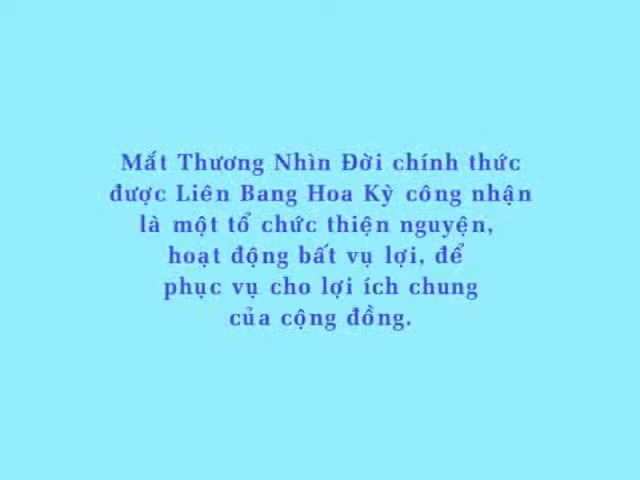 Mắt Thương Nhìn Đời chính thức
được Liên Bang Hoa Kỳ công nhận
là một tổ chức thiện nguyện,
hoạt động bất vụ lợi, để
phục vụ cho lợi ích chung
của cộng đồng.